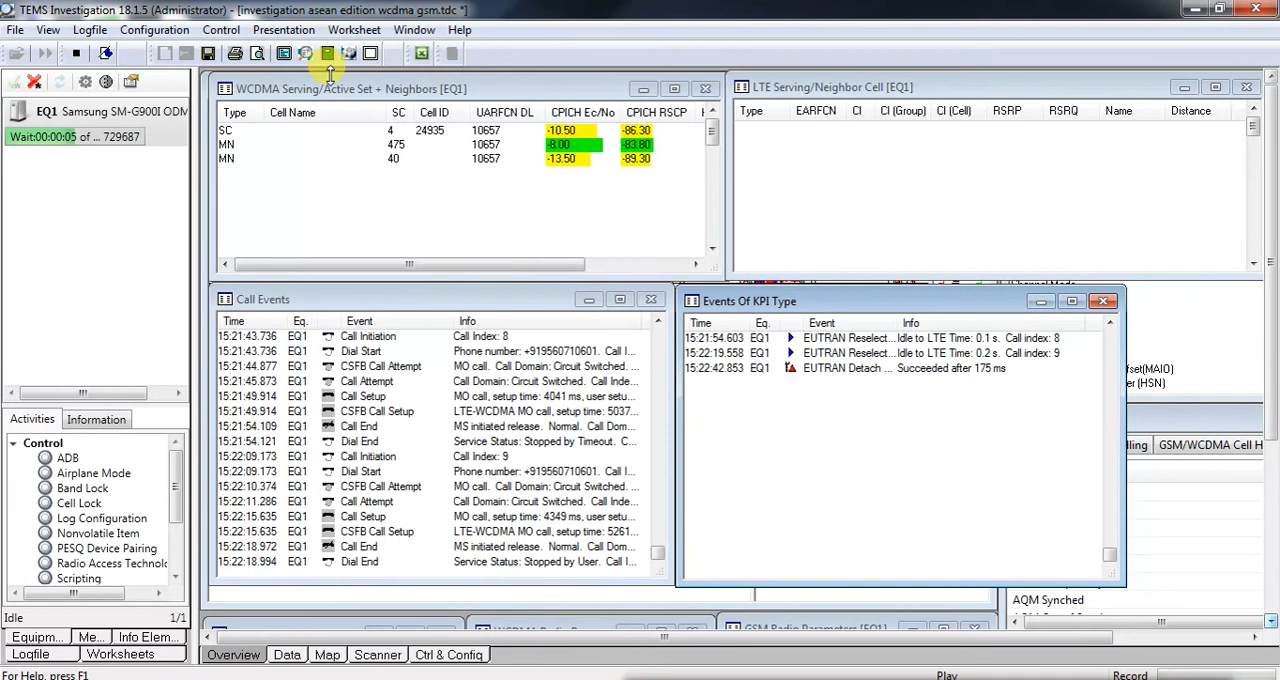 TEMS Investigation 18.1.5 (Administrator) - [investigation asean edition wcdma gsm.tdc *]
File View Logfile Configuration Control Presentation Worksheet Window Help
EQ1 Samsung SM-G900I ODM
Wait:00:00:05 of ... 729687
WCDMA Serving/Active Set + Neighbors [EQ1]
Type Cell Name SC Cell ID UARFCN DL CPICH Ec/No CPICH RSCP
SC 4 24935 10657 -10.50 -86.30
MN 475 10657 -8.00 -83.80
MN 40 10657 -13.50 -89.30
LTE Serving/Neighbor Cell [EQ1]
Type EARFCN CI CI (Group) CI (Cell) RSRP RSRQ Name Distance
Call Events
Time Eq. Event Info
15:21:43.736 EQ1 Call Initiation Call Index: 8
15:21:43.736 EQ1 Dial Start Phone number: +919560710601. Call I...
15:21:44.877 EQ1 CSFB Call Attempt MO call. Call Domain: Circuit Switched. Call I...
15:21:45.873 EQ1 Call Attempt Call Domain: Circuit Switched. Call Inde...
15:21:49.914 EQ1 Call Setup MO call, setup time: 4041 ms, user setu...
15:21:49.914 EQ1 CSFB Call Setup LTE-WCDMA MO call, setup time: 5037...
15:21:54.109 EQ1 Call End MS initiated release. Normal. Call Dom...
15:21:54.121 EQ1 Dial End Service Status: Stopped by Timeout. C...
15:22:09.173 EQ1 Call Initiation Call Index: 9
15:22:09.173 EQ1 Dial Start Phone number: +919560710601. Call I...
15:22:10.374 EQ1 CSFB Call Attempt MO call. Call Domain: Circuit Switched. ...
15:22:11.286 EQ1 Call Attempt Call Domain: Circuit Switched. Call Inde...
15:22:15.635 EQ1 Call Setup MO call, setup time: 4349 ms, user setu...
15:22:15.635 EQ1 CSFB Call Setup LTE-WCDMA MO call, setup time: 5261...
15:22:18.972 EQ1 Call End MS initiated release. Normal. Call Dom...
15:22:18.994 EQ1 Dial End Service Status: Stopped by User. C...
Events Of KPI Type
Time Eq. Event Info
15:21:54.603 EQ1 EUTRAN Reselect... Idle to LTE Time: 0.1 s. Call index: 8
15:22:19.558 EQ1 EUTRAN Reselect... Idle to LTE Time: 0.2 s. Call index: 9
15:22:42.853 EQ1 EUTRAN Detach ... Succeeded after 175 ms
ffset(MAIO)
er (HSN)
lling GSM/WCDMA Cell H
AQM Synched
Activities Information
Control
ADB
Airplane Mode
Band Lock
Cell Lock
Log Configuration
Nonvolatile Item
PESQ Device Pairing
Radio Access Technolo
Scripting
Idle 1/1
Equipm... Me... Info Elem...
Logfile Worksheets
GSM Radio Parameters [EQ1]
Overview Data Map Scanner Ctrl & Config
For Help, press F1 Play Record